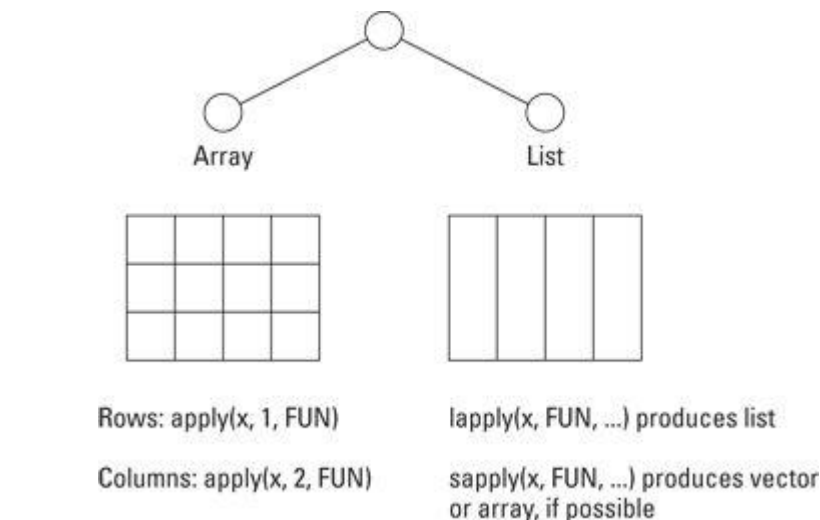 Array
List
Rows: apply(x, 1, FUN)
Columns: apply(x, 2, FUN)
lapply(x, FUN, ...) produces list
sapply(x, FUN, ...) produces vector
or array, if possible